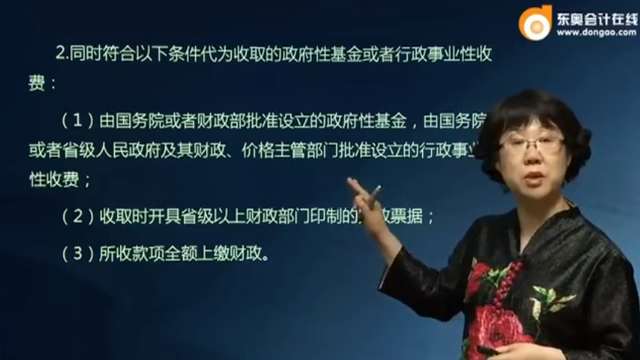 东奥会计在线
www.dongao.com
2.同时符合以下条件代为收取的政府性基金或者行政事业性收
费：
（1）由国务院或者财政部批准设立的政府性基金，由国务院
或者省级人民政府及其财政、价格主管部门批准设立的行政事业
性收费；
（2）收取时开具省级以上财政部门印制的 票据；
（3）所收款项全额上缴财政。